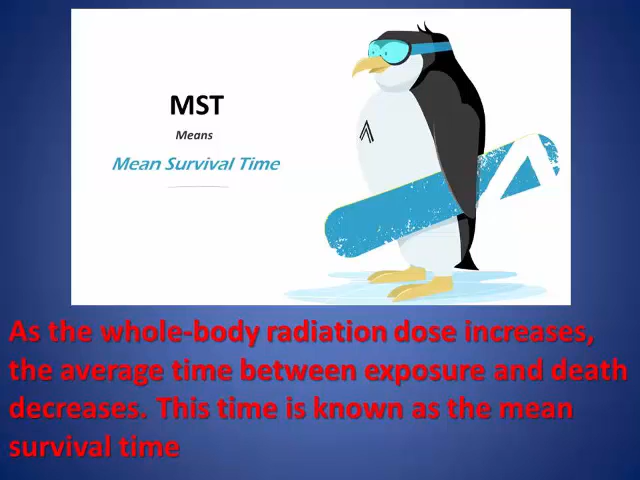 MST
Means
Mean Survival Time
As the whole-body radiation dose increases,
the average time between exposure and death
decreases. This time is known as the mean
survival time